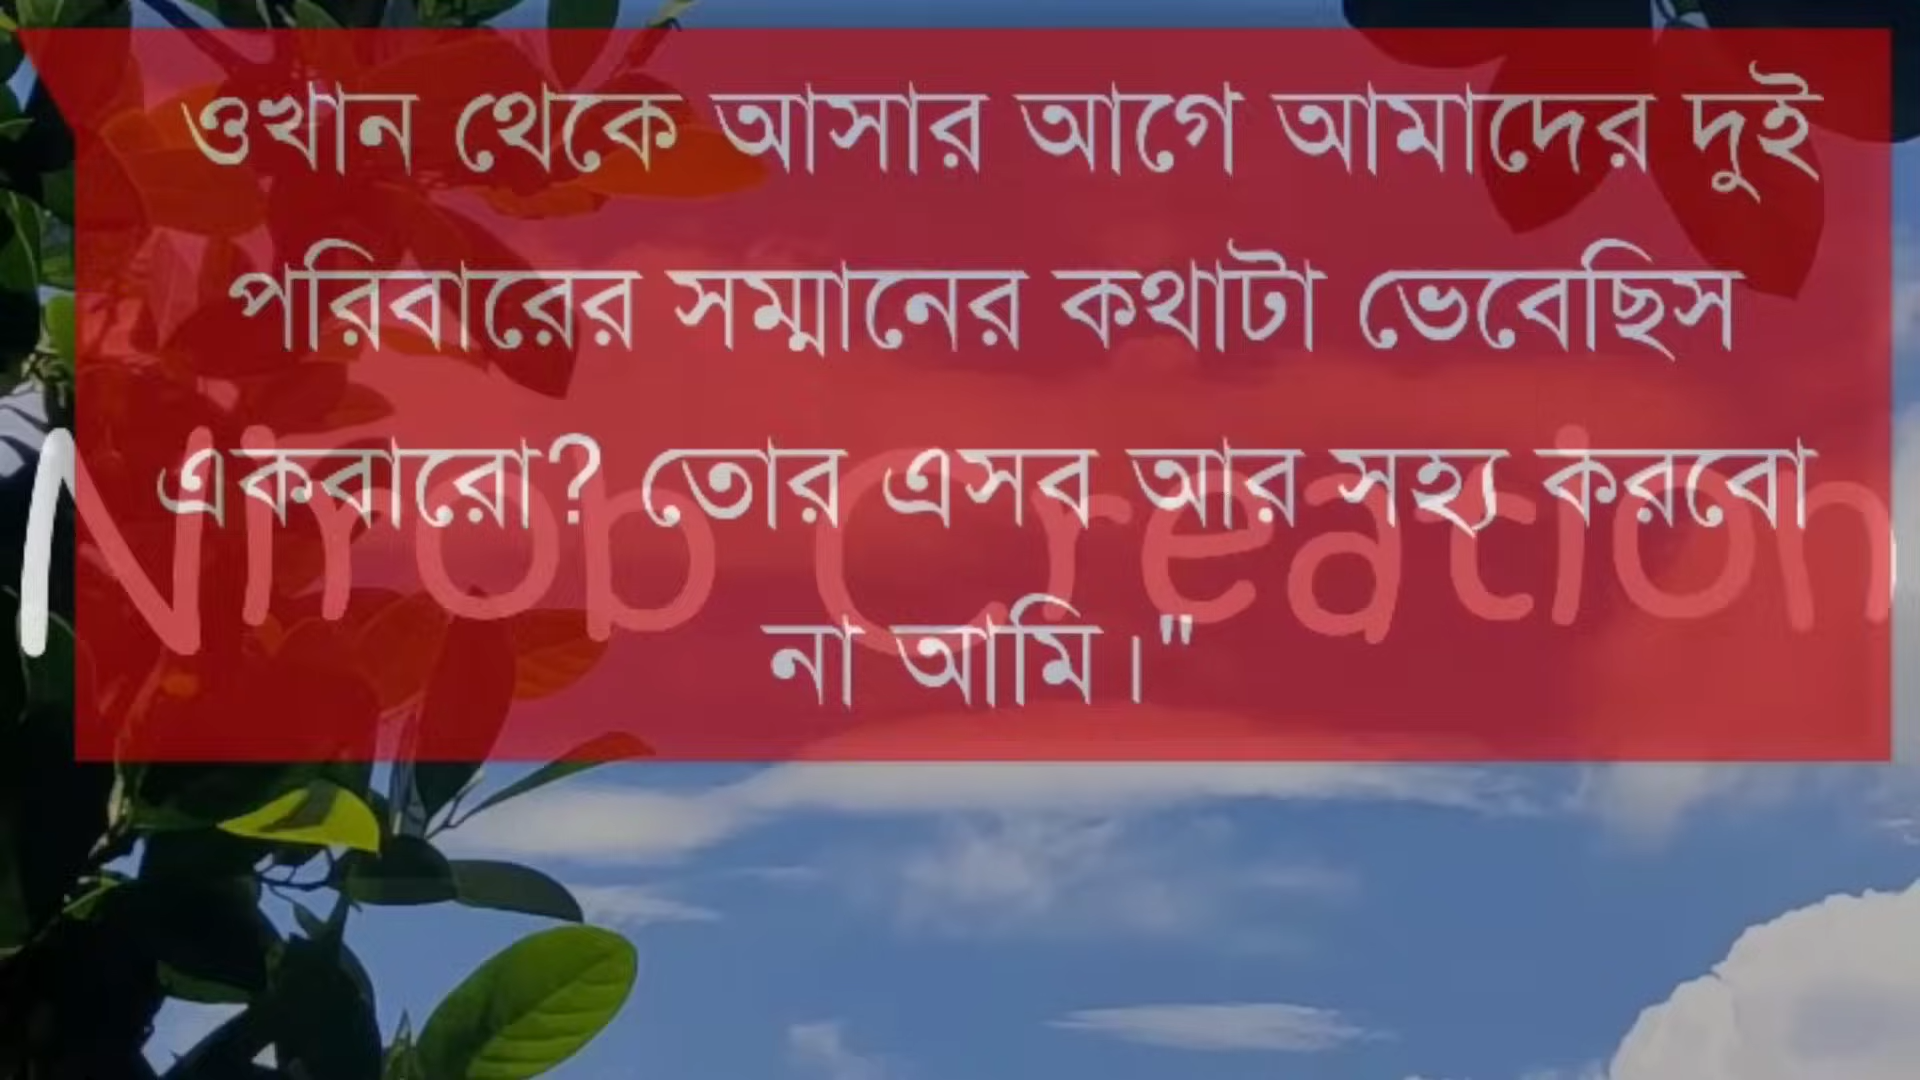 ওখান থেকে আসার আগে আমাদের দুই
পরিবারের সম্মানের কথাটা ভেবেছিস
একবারো? তোর এসব আর সহ্য করবো
না আমি।"
Nirob Creation